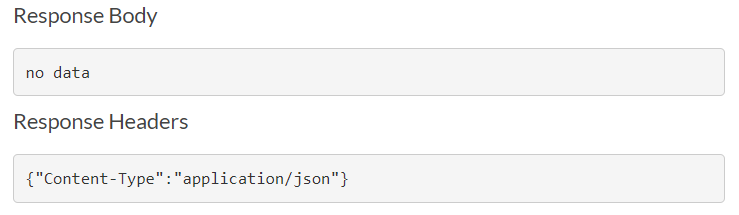 Response Body
no data
Response Headers
{"Content-Type":"application/json"}